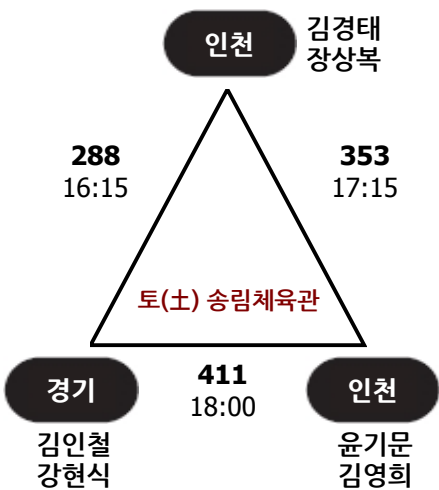 인천
김경태
장상복
288
16:15
353
17:15
토(土) 송림체육관
경기
411
18:00
인천
김인철
강현식
윤기문
김영희